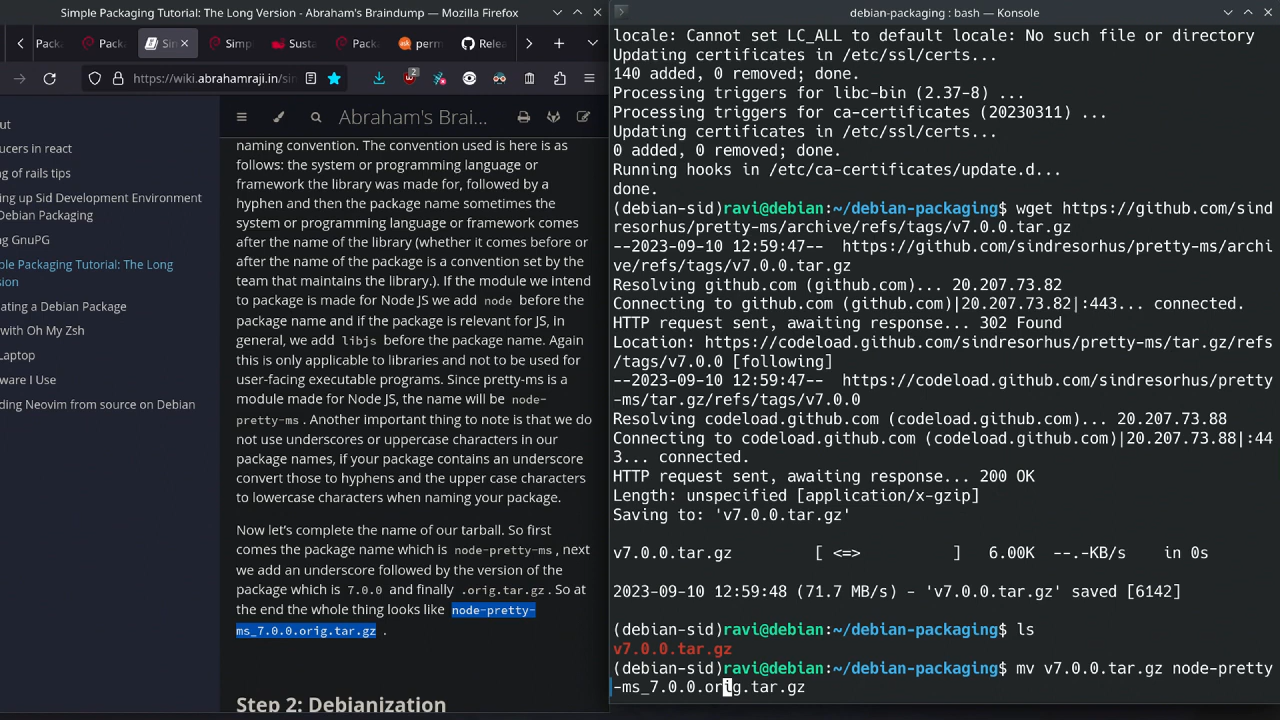 Simple Packaging Tutorial: The Long Version - Abraham's Braindump — Mozilla Firefox
Packa
Packa
Sin
Simpl
Susta
Packa
perm
Relea
https://wiki.abrahamraji.in/sin
2
out
ucers in react
ng of rails tips
ing up Sid Development Environment
Debian Packaging
ng GnuPG
ple Packaging Tutorial: The Long
sion
ating a Debian Package
with Oh My Zsh
Laptop
ware I Use
ding Neovim from source on Debian
Abraham's Brai...
naming convention. The convention used is here is as
follows: the system or programming language or
framework the library was made for, followed by a
hyphen and then the package name sometimes the
system or programming language or framework comes
after the name of the library (whether it comes before or
after the name of the package is a convention set by the
team that maintains the library.). If the module we intend
to package is made for Node JS we add node before the
package name and if the package is relevant for JS, in
general, we add libjs before the package name. Again
this is only applicable to libraries and not to be used for
user-facing executable programs. Since pretty-ms is a
module made for Node JS, the name will be node-
pretty-ms. Another important thing to note is that we do
not use underscores or uppercase characters in our
package names, if your package contains an underscore
convert those to hyphens and the upper case characters
to lowercase characters when naming your package.
Now let's complete the name of our tarball. So first
comes the package name which is node-pretty-ms, next
we add an underscore followed by the version of the
package which is 7.0.0 and finally .orig.tar.gz. So at
the end the whole thing looks like node-pretty-
ms_7.0.0.orig.tar.gz .
Step 2: Debianization
debian-packaging : bash — Konsole
locale: Cannot set LC_ALL to default locale: No such file or directory
Updating certificates in /etc/ssl/certs...
140 added, 0 removed; done.
Processing triggers for libc-bin (2.37-8) ...
Processing triggers for ca-certificates (20230311) ...
Updating certificates in /etc/ssl/certs...
0 added, 0 removed; done.
Running hooks in /etc/ca-certificates/update.d...
done.
(debian-sid)ravi@debian:~/debian-packaging$ wget https://github.com/sind
resorhus/pretty-ms/archive/refs/tags/v7.0.0.tar.gz
--2023-09-10 12:59:47-- https://github.com/sindresorhus/pretty-ms/archi
ve/refs/tags/v7.0.0.tar.gz
Resolving github.com (github.com)... 20.207.73.82
Connecting to github.com (github.com)|20.207.73.82|:443... connected.
HTTP request sent, awaiting response... 302 Found
Location: https://codeload.github.com/sindresorhus/pretty-ms/tar.gz/refs
/tags/v7.0.0 [following]
--2023-09-10 12:59:47-- https://codeload.github.com/sindresorhus/pretty
-ms/tar.gz/refs/tags/v7.0.0
Resolving codeload.github.com (codeload.github.com)... 20.207.73.88
Connecting to codeload.github.com (codeload.github.com)|20.207.73.88|:44
3... connected.
HTTP request sent, awaiting response... 200 OK
Length: unspecified [application/x-gzip]
Saving to: 'v7.0.0.tar.gz'
v7.0.0.tar.gz [ <=> ] 6.00K --.-KB/s in 0s
2023-09-10 12:59:48 (71.7 MB/s) - 'v7.0.0.tar.gz' saved [6142]
(debian-sid)ravi@debian:~/debian-packaging$ ls
v7.0.0.tar.gz
(debian-sid)ravi@debian:~/debian-packaging$ mv v7.0.0.tar.gz node-pretty
-ms_7.0.0.orig.tar.gz